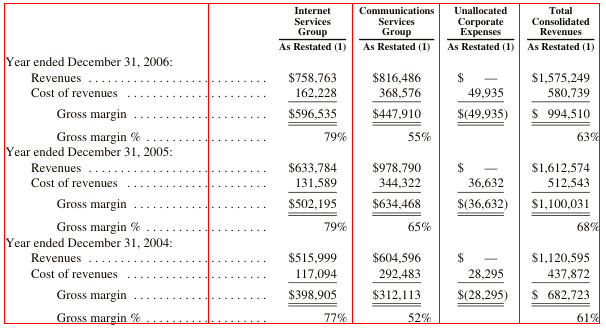 Internet Services Group Communications Services Group Unallocated Corporate Expenses Total Consolidated Revenues
As Restated (1) As Restated (1) As Restated (1) As Restated (1)
Year ended December 31, 2006:
Revenues . . . . . . . . . . . . . . . . . . . . . . . . . . . $758,763 $816,486 $ — $1,575,249
Cost of revenues . . . . . . . . . . . . . . . . . . . . . 162,228 368,576 49,935 580,739
Gross margin . . . . . . . . . . . . . . . . . . . . $596,535 $447,910 $(49,935) $ 994,510
Gross margin % . . . . . . . . . . . . . . . . . . 79% 55% 63%
Year ended December 31, 2005:
Revenues . . . . . . . . . . . . . . . . . . . . . . . . . . . $633,784 $978,790 $ — $1,612,574
Cost of revenues . . . . . . . . . . . . . . . . . . . . . 131,589 344,322 36,632 512,543
Gross margin . . . . . . . . . . . . . . . . . . . . $502,195 $634,468 $(36,632) $1,100,031
Gross margin % . . . . . . . . . . . . . . . . . . 79% 65% 68%
Year ended December 31, 2004:
Revenues . . . . . . . . . . . . . . . . . . . . . . . . . . . $515,999 $604,596 $ — $1,120,595
Cost of revenues . . . . . . . . . . . . . . . . . . . . . 117,094 292,483 28,295 437,872
Gross margin . . . . . . . . . . . . . . . . . . . . $398,905 $312,113 $(28,295) $ 682,723
Gross margin % . . . . . . . . . . . . . . . . . . 77% 52% 61%